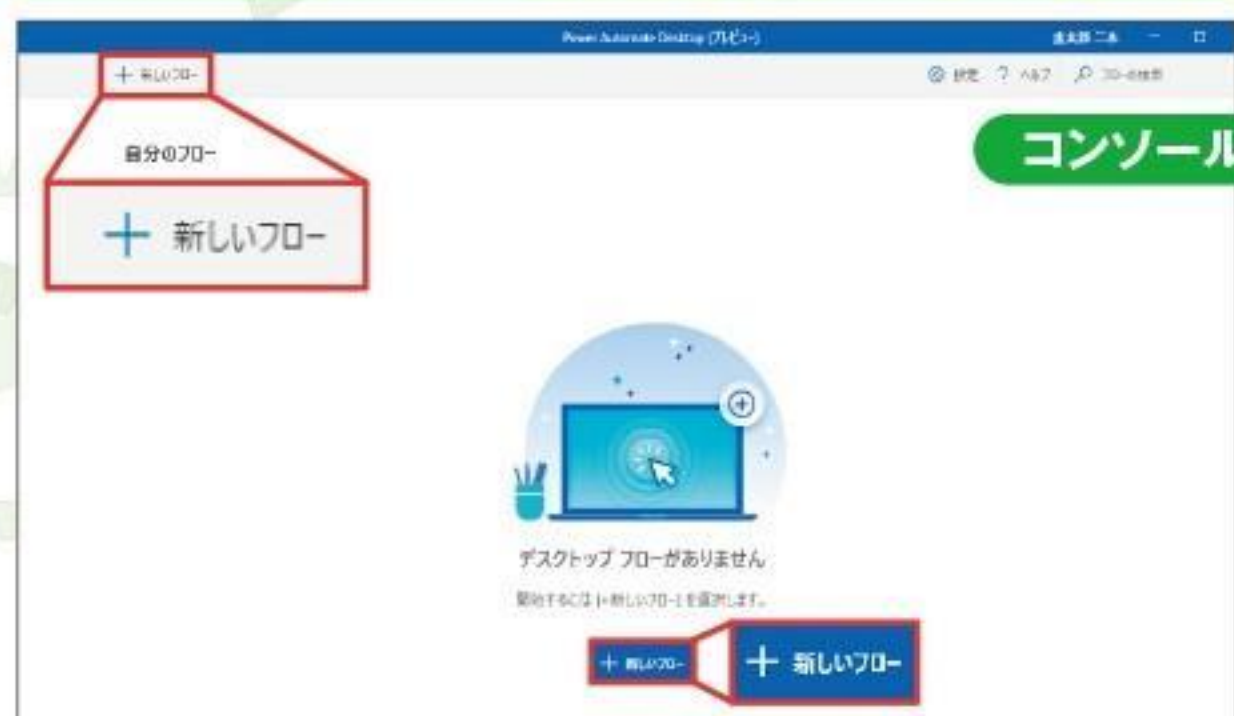 Power Automate Desktop (プレビュー)
+ 新しいフロー
設定 ? ヘルプ フローの検索
コンソール
自分のフロー
+ 新しいフロー
デスクトップ フローがありません
開始するには [+ 新しいフロー] を選択します。
+ 新しいフロー
+ 新しいフロー